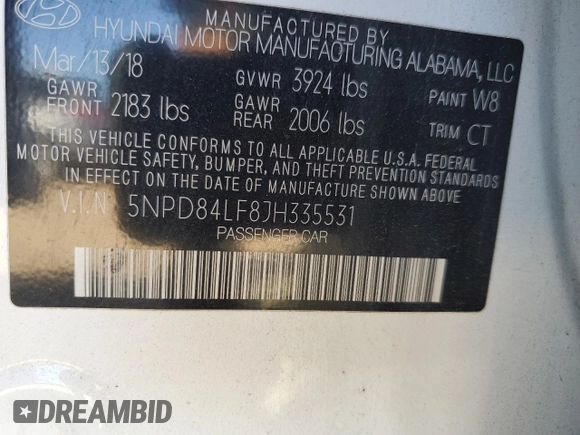 MANUFACTURED BY
HYUNDAI MOTOR MANUFACTURING ALABAMA, LLC
Mar/13/18
GVWR 3924 lbs
PAINT W8
GAWR FRONT 2183 lbs
GAWR REAR 2006 lbs
TRIM CT
THIS VEHICLE CONFORMS TO ALL APPLICABLE U.S.A. FEDERAL
MOTOR VEHICLE SAFETY, BUMPER, AND THEFT PREVENTION STANDARDS
IN EFFECT ON THE DATE OF MANUFACTURE SHOWN ABOVE
V.I.N 5NPD84LF8JH335531
PASSENGER CAR
DREAMBID